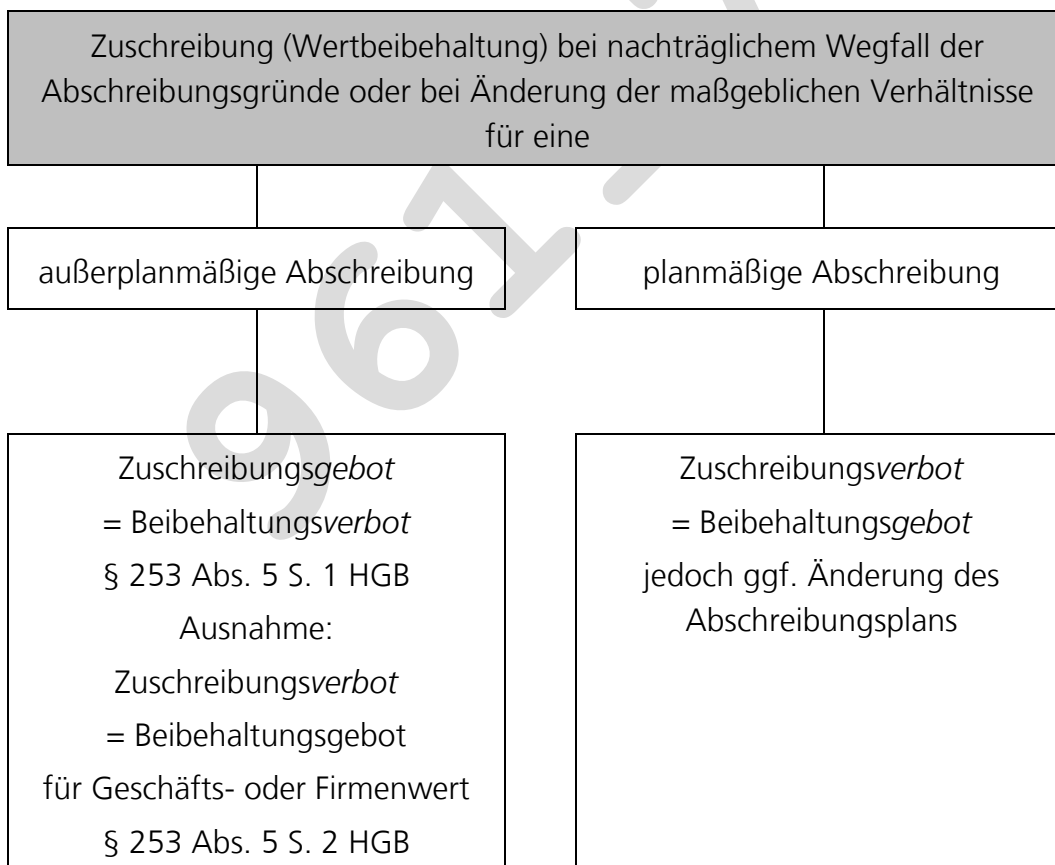 Zuschreibung (Wertbeibehaltung) bei nachträglichem Wegfall der
Abschreibungsgründe oder bei Änderung der maßgeblichen Verhältnisse
für eine
außerplanmäßige Abschreibung
planmäßige Abschreibung
Zuschreibungsgebot
= Beibehaltungsverbot
§ 253 Abs. 5 S. 1 HGB
Ausnahme:
Zuschreibungsverbot
= Beibehaltungsgebot
für Geschäfts- oder Firmenwert
§ 253 Abs. 5 S. 2 HGB
Zuschreibungsverbot
= Beibehaltungsgebot
jedoch ggf. Änderung des
Abschreibungsplans